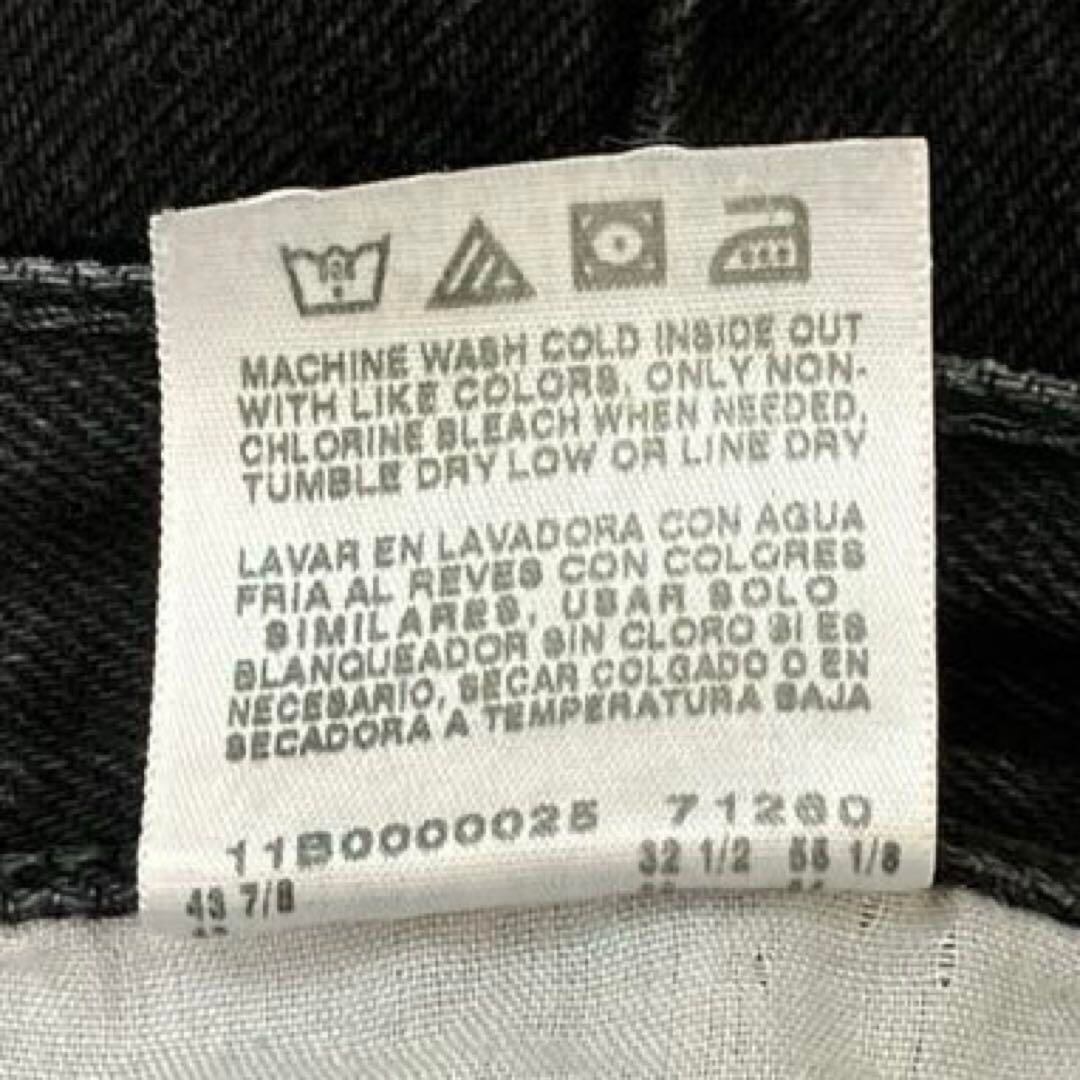 MACHINE WASH COLD INSIDE OUT
WITH LIKE COLORS, ONLY NON-
CHLORINE BLEACH WHEN NEEDED,
TUMBLE DRY LOW OR LINE DRY
LAVAR EN LAVADORA CON AGUA
FRIA AL REVES CON COLORES
SIMILARES, USAR SOLO
BLANQUEADOR SIN CLORO SI ES
NECESARIO, SECAR COLGADO O EN
SECADORA A TEMPERATURA BAJA
11B0000025 71260
43 7/8 32 1/2 55 1/8